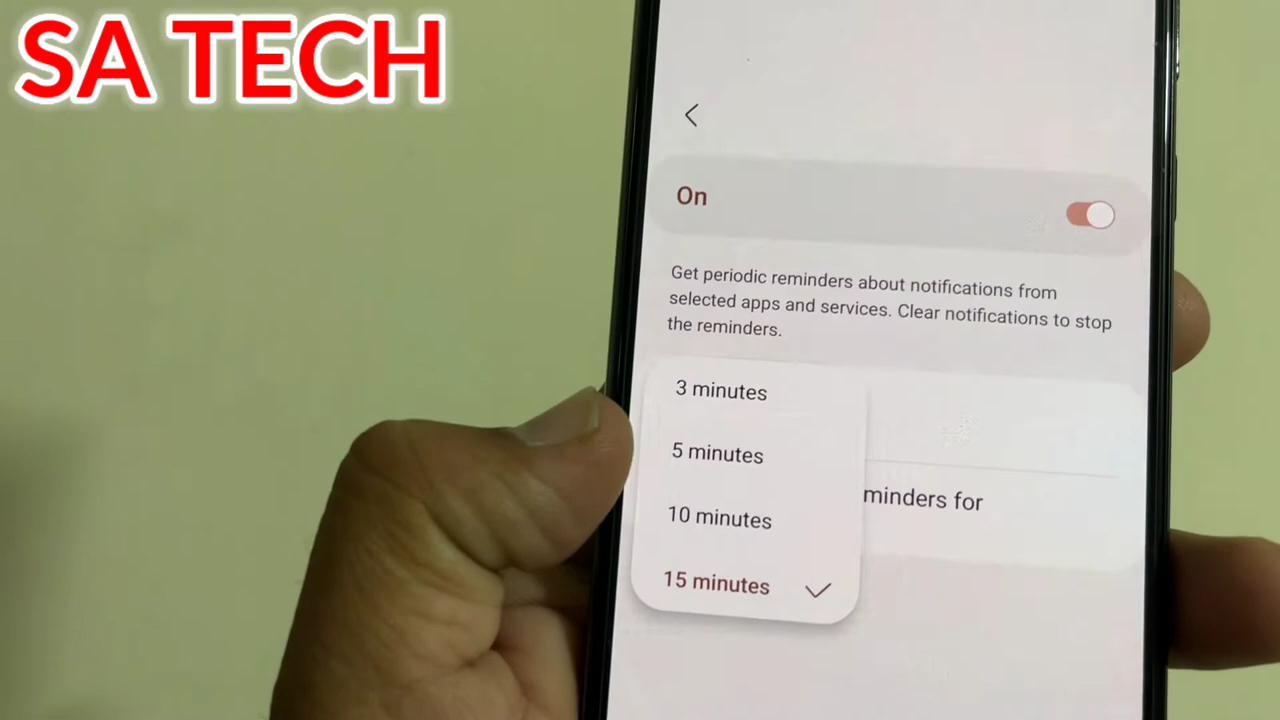 SA TECH
On
Get periodic reminders about notifications from
selected apps and services. Clear notifications to stop
the reminders.
3 minutes
5 minutes
minders for
10 minutes
15 minutes